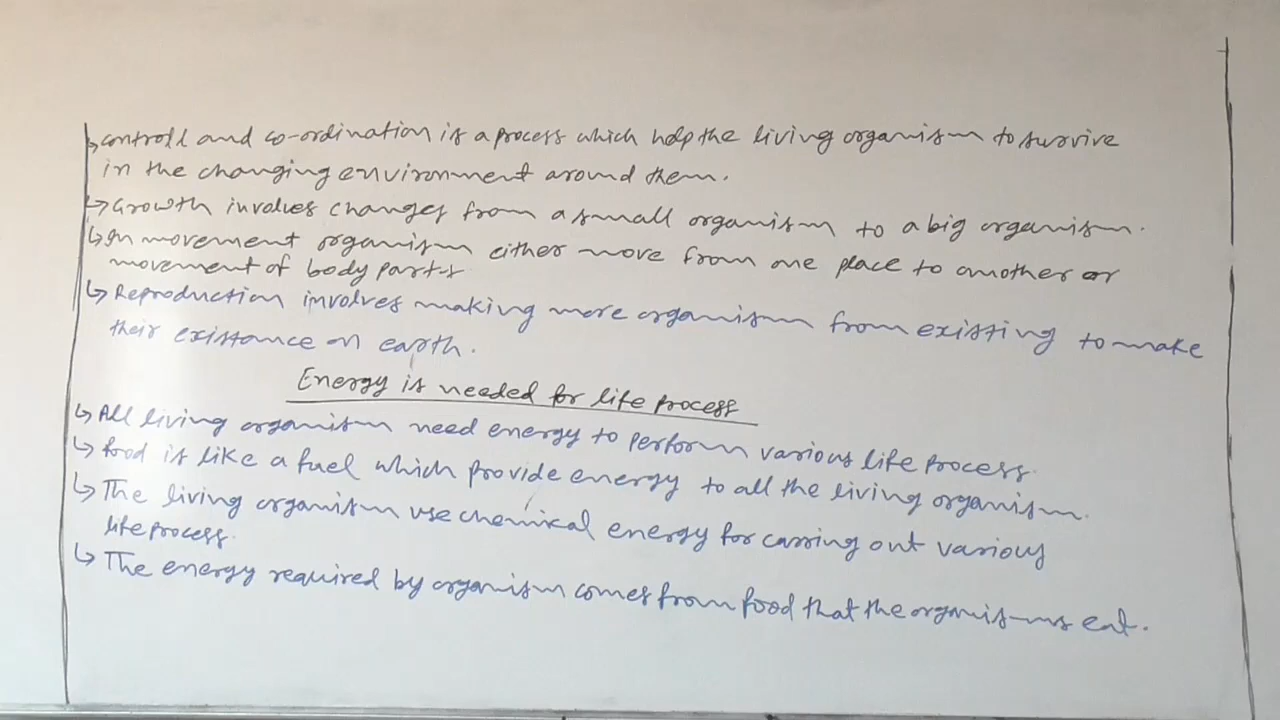 ↳ controll and co-ordination is a process which help the living organism to survive
in the changing environment around them.
↳ Growth involves changes from a small organism to a big organism.
↳ In movement organism either move from one place to another or
movement of body parts
↳ Reproduction involves making more organism from existing to make
their existance on earth.
Energy is needed for life process
↳ All living organism need energy to perform various life process.
↳ food is like a fuel which provide energy to all the living organism.
↳ The living organism use chemical energy for carring out various
life process.
↳ The energy required by organism comes from food that the organisms eat.